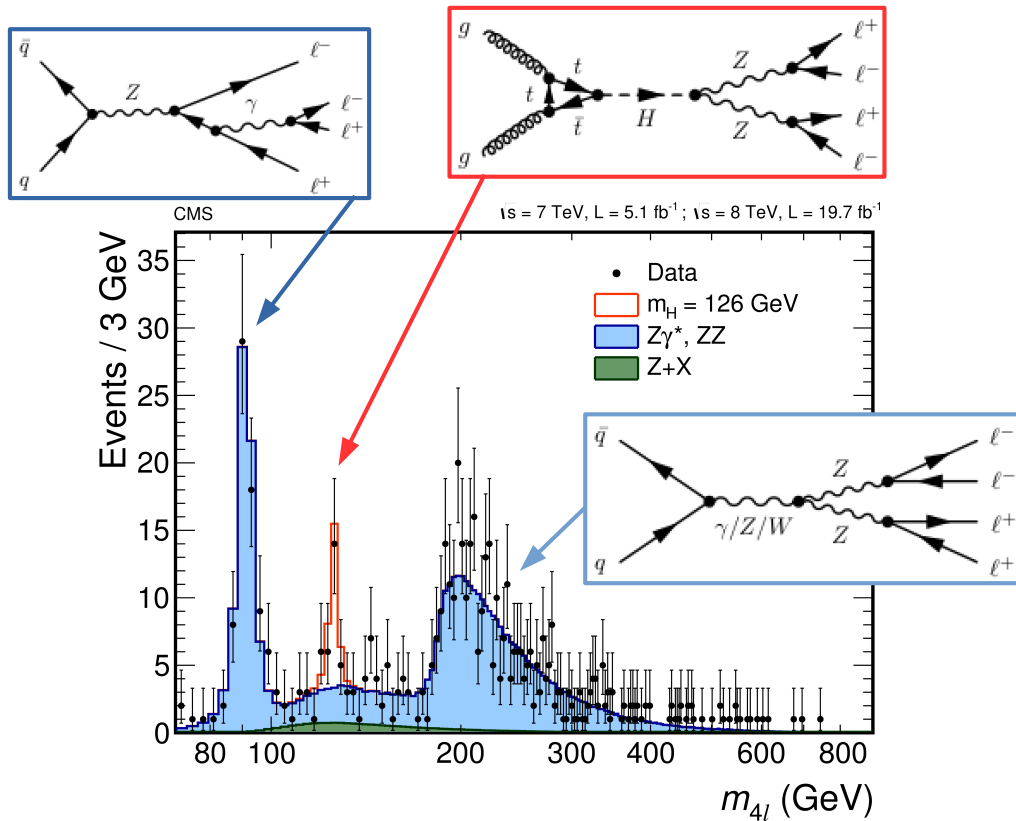 q̄
ℓ⁻
Z
γ
ℓ⁻
ℓ⁺
q
ℓ⁺
g
t
t
t̄
g
H
Z
Z
ℓ⁺
ℓ⁻
ℓ⁺
ℓ⁻
CMS
√s = 7 TeV, L = 5.1 fb⁻¹ ; √s = 8 TeV, L = 19.7 fb⁻¹
Events / 3 GeV
35
30
25
20
15
10
5
0
Data
m_H = 126 GeV
Zγ*, ZZ
Z+X
q̄
q
γ/Z/W
Z
Z
ℓ⁻
ℓ⁻
ℓ⁺
ℓ⁺
80 100 200 300 400 600 800
m_4l (GeV)